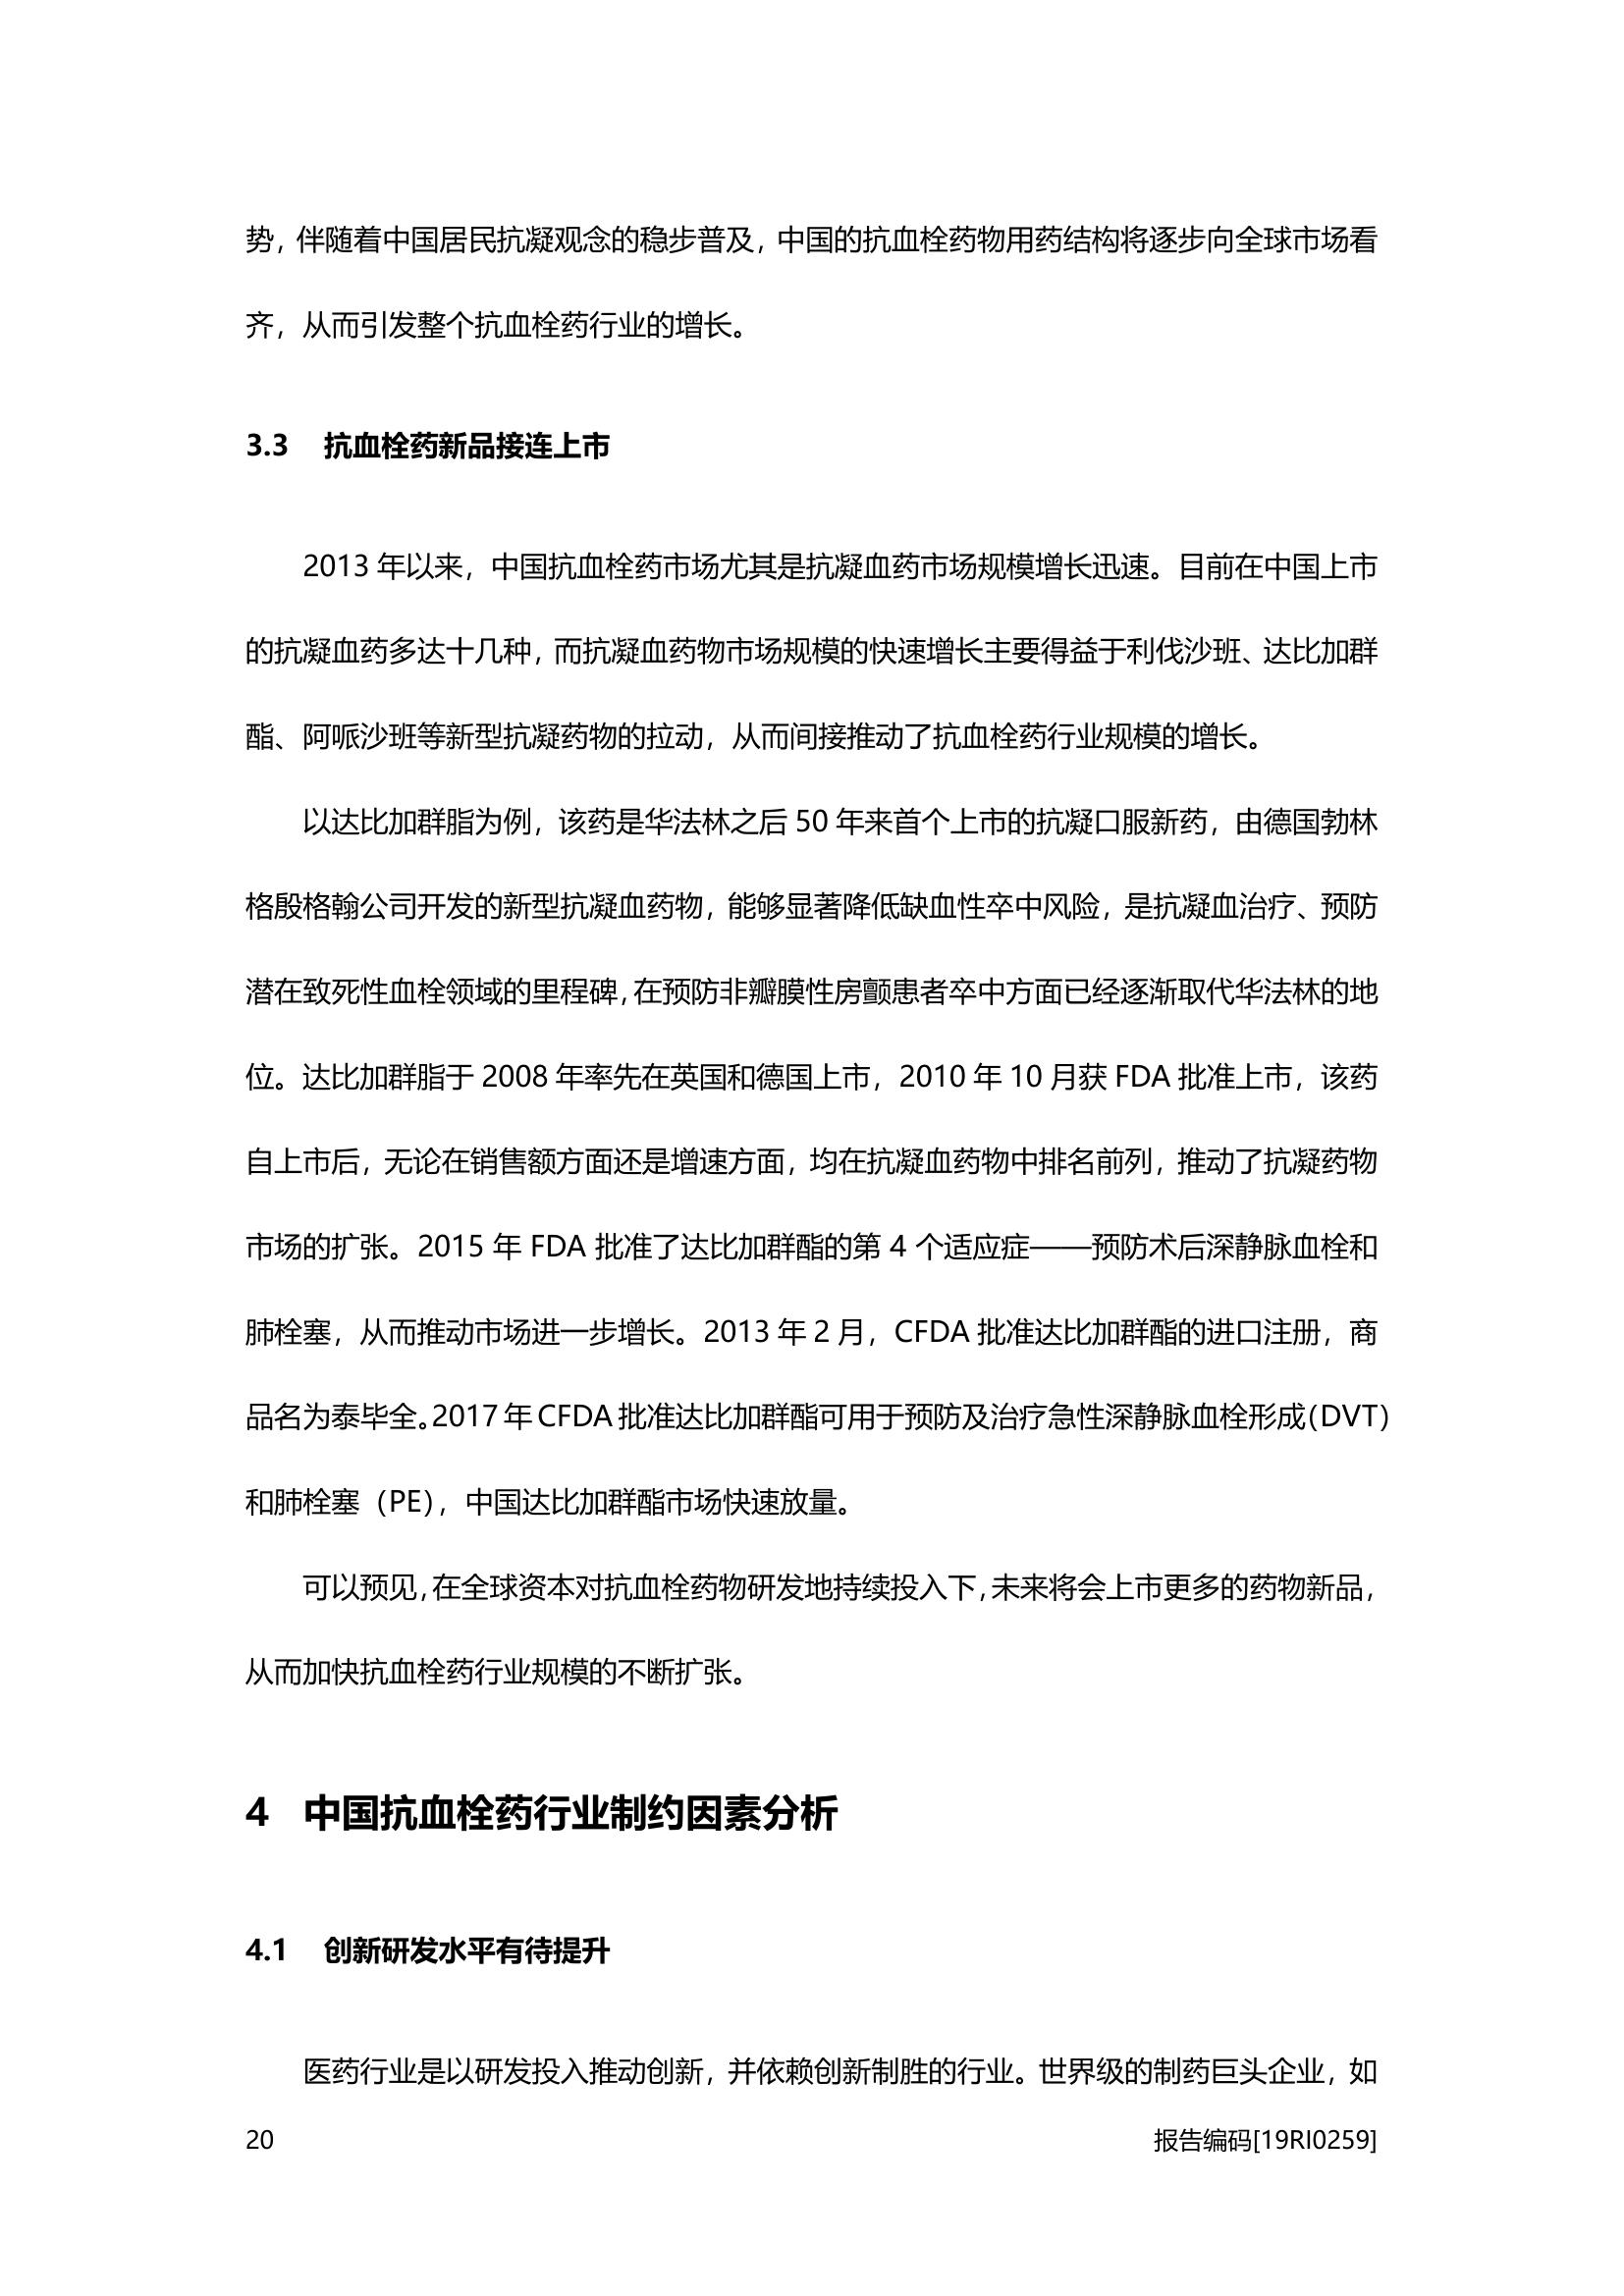 势，伴随着中国居民抗凝观念的稳步普及，中国的抗血栓药物用药结构将逐步向全球市场看
齐，从而引发整个抗血栓药行业的增长。
3.3 抗血栓药新品接连上市
2013 年以来，中国抗血栓药市场尤其是抗凝血药市场规模增长迅速。目前在中国上市
的抗凝血药多达十几种，而抗凝血药物市场规模的快速增长主要得益于利伐沙班、达比加群
酯、阿哌沙班等新型抗凝药物的拉动，从而间接推动了抗血栓药行业规模的增长。
以达比加群脂为例，该药是华法林之后 50 年来首个上市的抗凝口服新药，由德国勃林
格殷格翰公司开发的新型抗凝血药物，能够显著降低缺血性卒中风险，是抗凝血治疗、预防
潜在致死性血栓领域的里程碑，在预防非瓣膜性房颤患者卒中方面已经逐渐取代华法林的地
位。达比加群脂于 2008 年率先在英国和德国上市，2010 年 10 月获 FDA 批准上市，该药
自上市后，无论在销售额方面还是增速方面，均在抗凝血药物中排名前列，推动了抗凝药物
市场的扩张。2015 年 FDA 批准了达比加群酯的第 4 个适应症——预防术后深静脉血栓和
肺栓塞，从而推动市场进一步增长。2013 年 2 月，CFDA 批准达比加群酯的进口注册，商
品名为泰毕全。2017 年 CFDA 批准达比加群酯可用于预防及治疗急性深静脉血栓形成（DVT）
和肺栓塞（PE），中国达比加群酯市场快速放量。
可以预见，在全球资本对抗血栓药物研发地持续投入下，未来将会上市更多的药物新品，
从而加快抗血栓药行业规模的不断扩张。
4 中国抗血栓药行业制约因素分析
4.1 创新研发水平有待提升
医药行业是以研发投入推动创新，并依赖创新制胜的行业。世界级的制药巨头企业，如
20 报告编码[19RI0259]